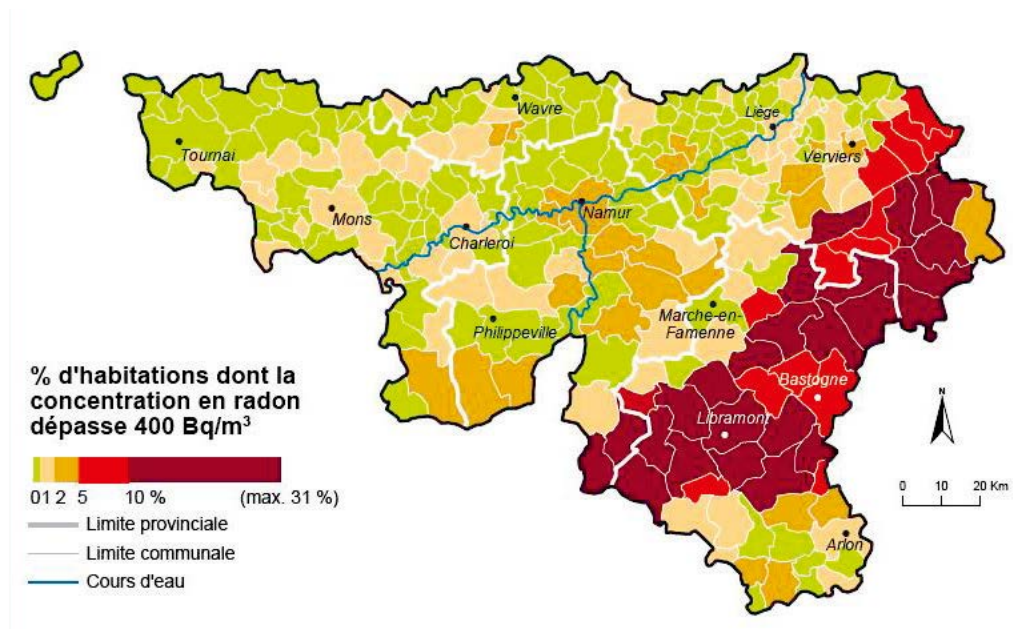 Wavre
Liège
Tournai
Verviers
Mons
Namur
Charleroi
Marche-en-
Famenne
Philippeville
% d'habitations dont la
concentration en radon
dépasse 400 Bq/m³
Bastogne
Libramont
N
0 1 2 5 10 % (max. 31 %)
0 10 20 Km
Limite provinciale
Limite communale
Arlon
Cours d'eau